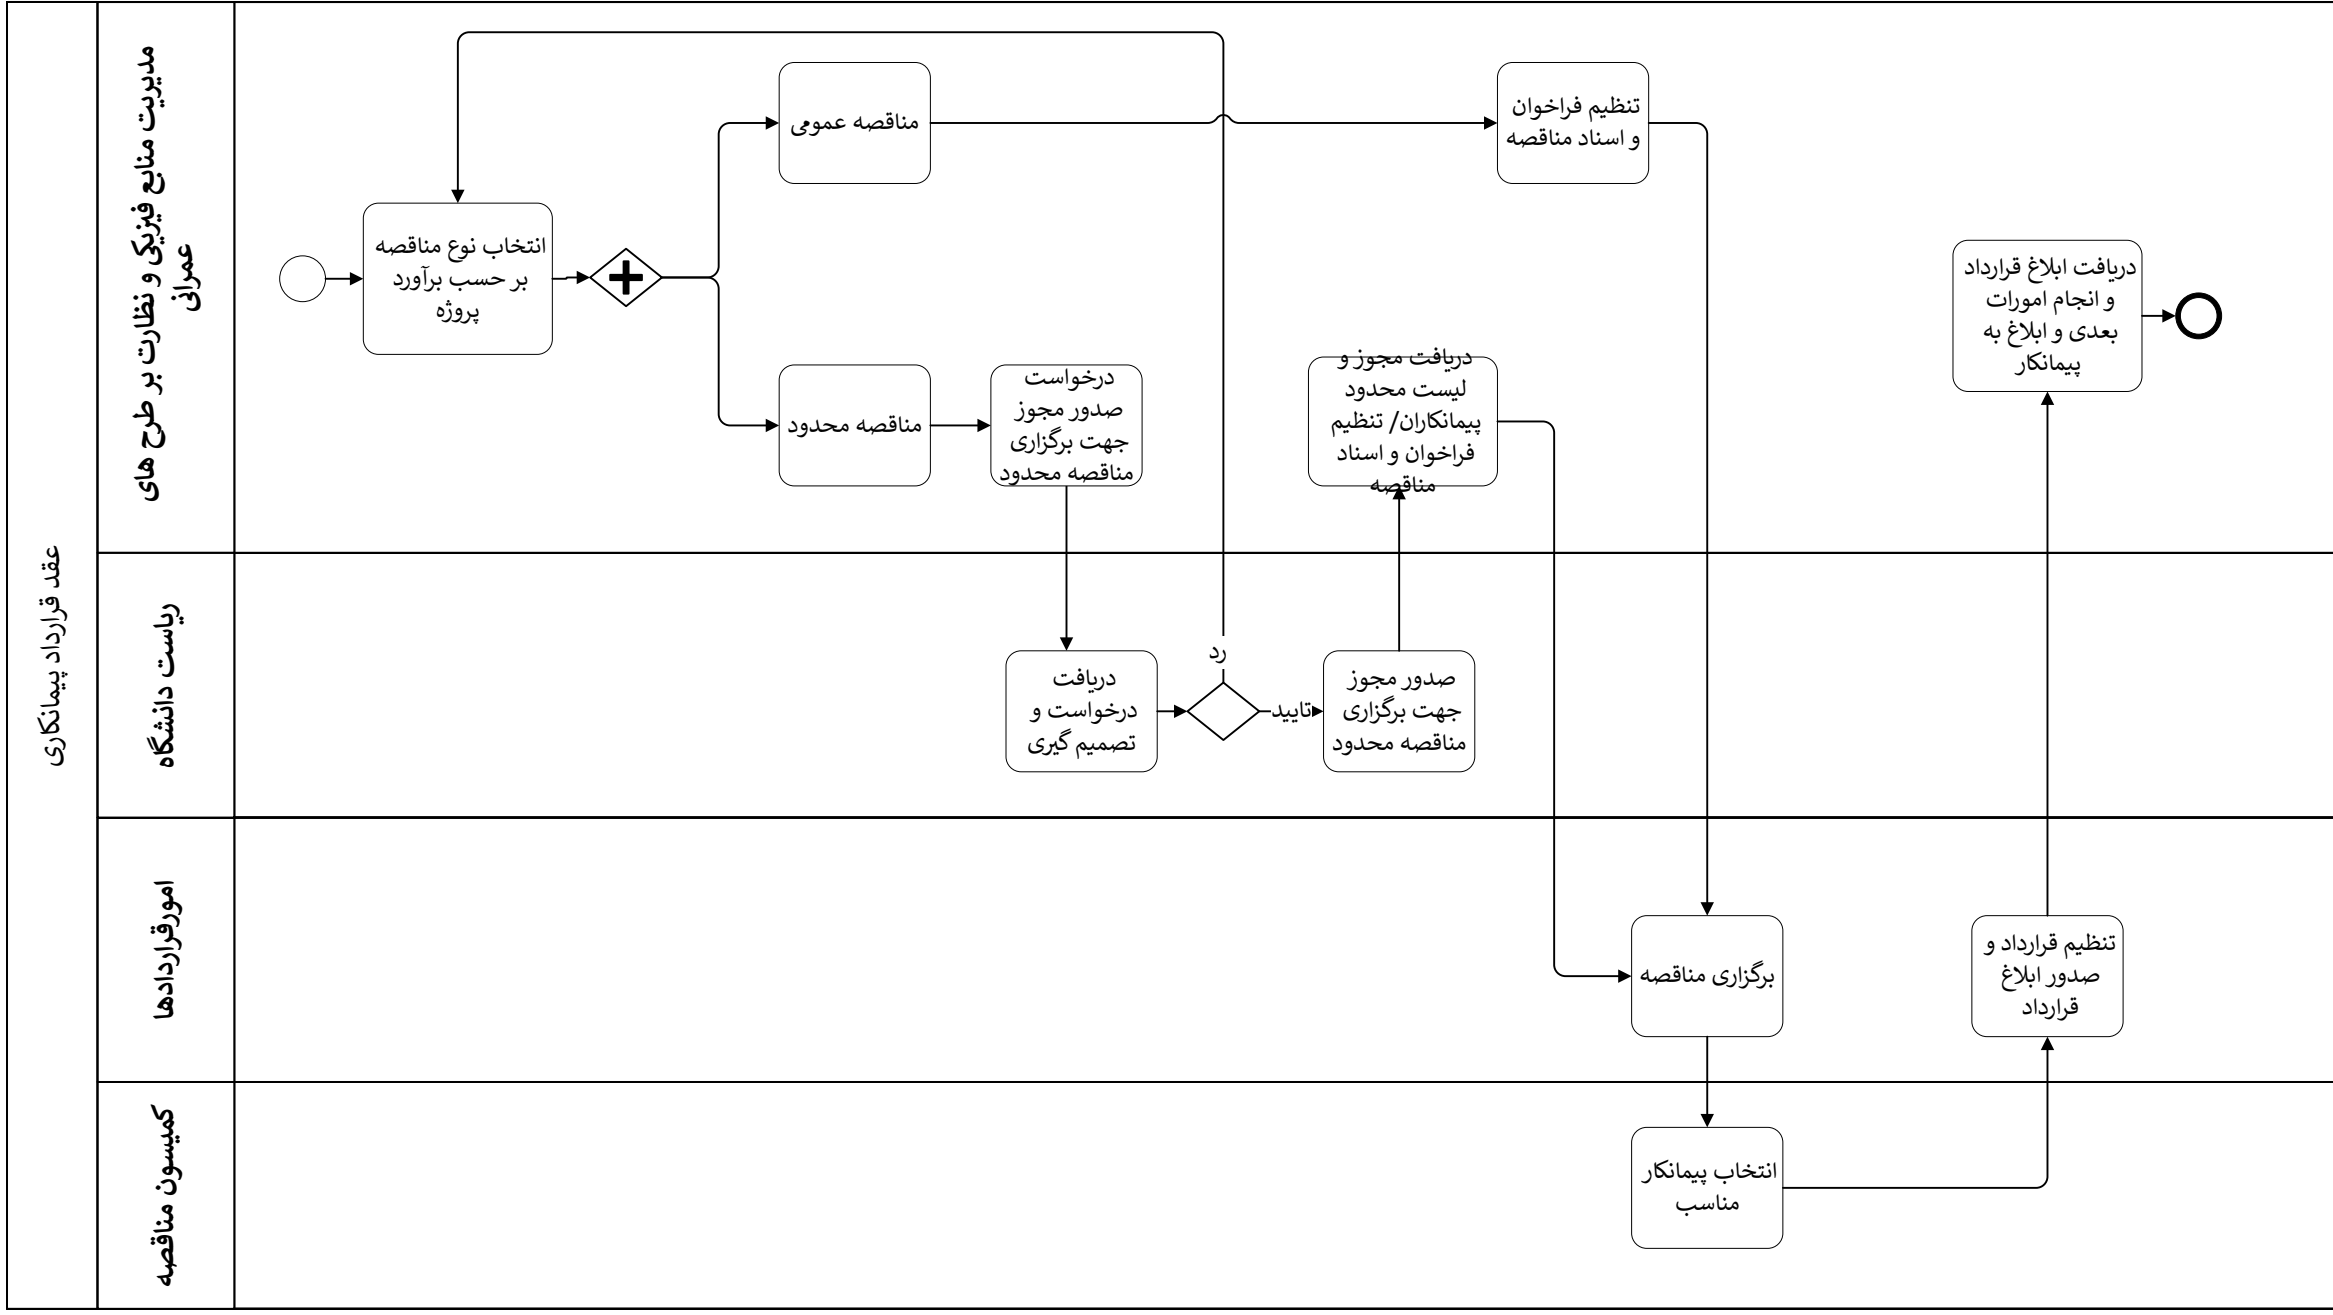 عقد قرارداد پیمانکاری
مدیریت منابع فیزیکی و نظارت بر طرح های
عمرانی
انتخاب نوع مناقصه
بر حسب برآورد
پروژه
مناقصه عمومی
تنظیم فراخوان
و اسناد مناقصه
مناقصه محدود
درخواست
صدور مجوز
جهت برگزاری
مناقصه محدود
دریافت مجوز و
لیست محدود
پیمانکاران/ تنظیم
فراخوان و اسناد
مناقصه
دریافت ابلاغ قرارداد
و انجام امورات
بعدی و ابلاغ به
پیمانکار
ریاست دانشگاه
دریافت
درخواست و
تصمیم گیری
رد
تایید
صدور مجوز
جهت برگزاری
مناقصه محدود
امورقراردادها
برگزاری مناقصه
تنظیم قرارداد و
صدور ابلاغ
قرارداد
کمیسون مناقصه
انتخاب پیمانکار
مناسب